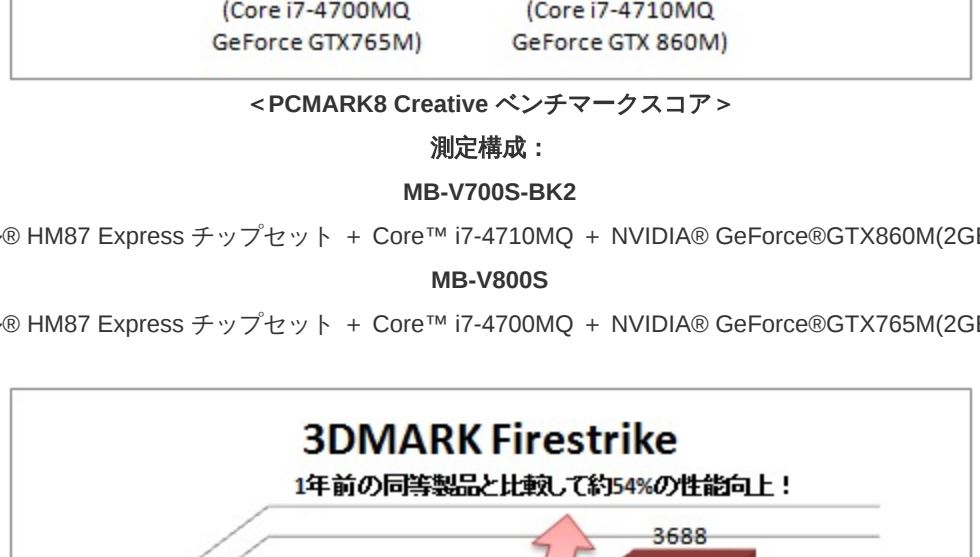 (Core i7-4700MQ (Core i7-4710MQ
GeForce GTX765M) GeForce GTX 860M)
＜PCMARK8 Creative ベンチマークスコア＞
測定構成：
MB-V700S-BK2
® HM87 Express チップセット ＋ Core™ i7-4710MQ ＋ NVIDIA® GeForce®GTX860M(2G
MB-V800S
® HM87 Express チップセット ＋ Core™ i7-4700MQ ＋ NVIDIA® GeForce®GTX765M(2G
3DMARK Firestrike
1年前の同等製品と比較して約54%の性能向上！
3688